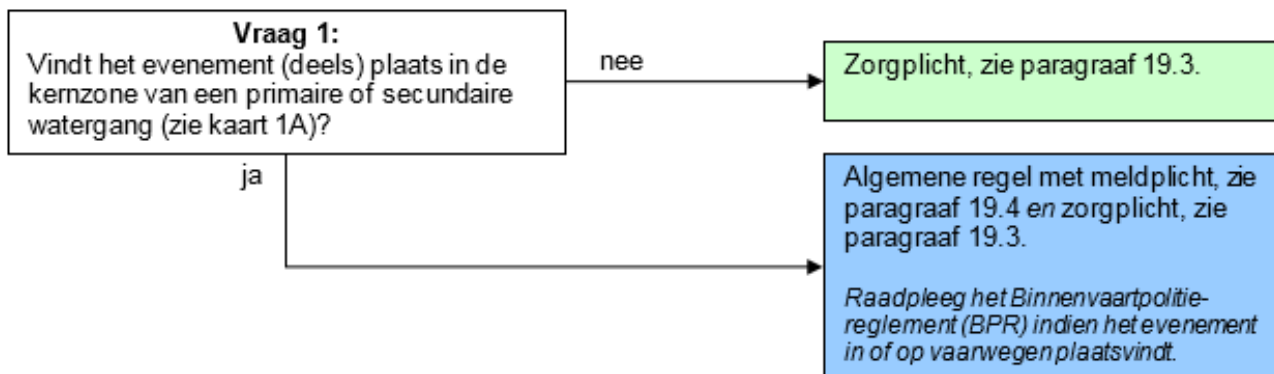 Vraag 1:
Vindt het evenement (deels) plaats in de
kernzone van een primaire of secundaire
watergang (zie kaart 1A)?
nee
Zorgplicht, zie paragraaf 19.3.
ja
Algemene regel met meldplicht, zie
paragraaf 19.4 en zorgplicht, zie
paragraaf 19.3.
Raadpleeg het Binnenvaartpolitie-
reglement (BPR) indien het evenement
in of op vaarwegen plaatsvindt.